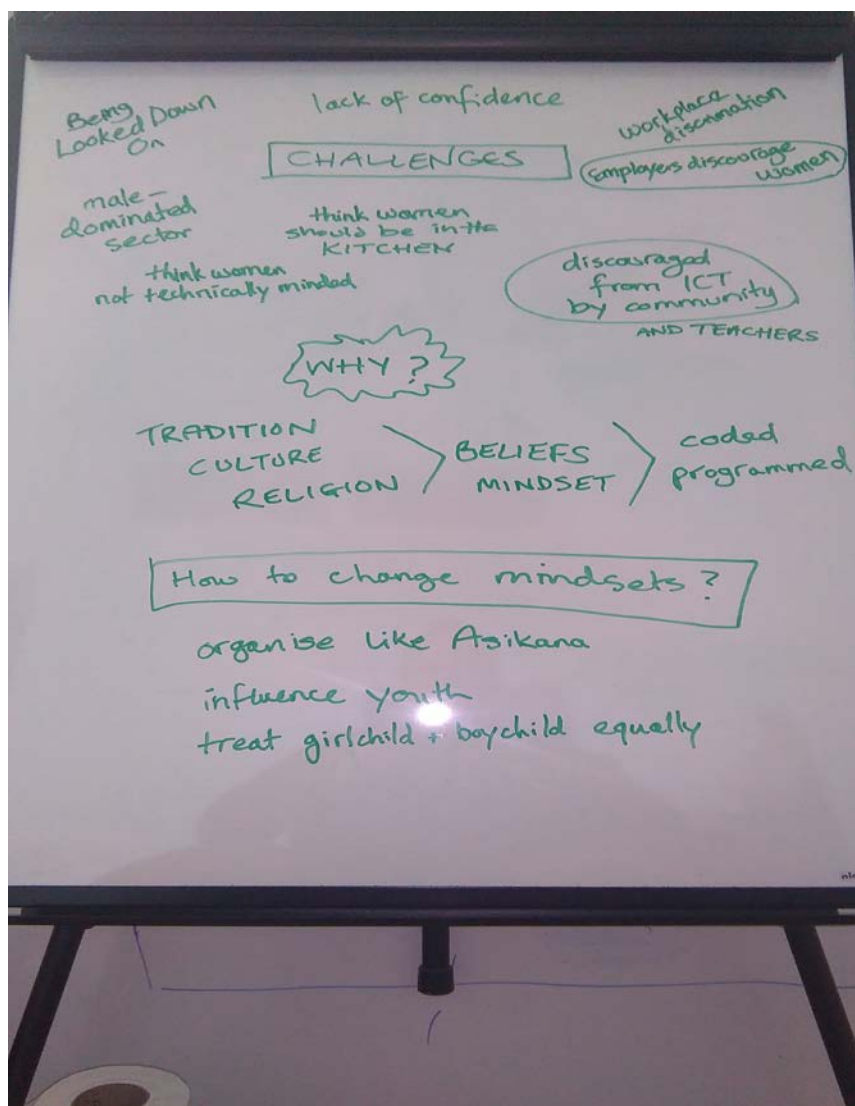 Being
Looked Down
On
lack of confidence
workplace
CHALLENGES
Employers discourage
women
male-
dominated
sector
think women
should be in the
KITCHEN
think women
not technically minded
discouraged
from ICT
by community
AND TEACHERS
WHY?
TRADITION
CULTURE
RELIGION
BELIEFS
MINDSET
coded
programmed
How to change mindsets?
organise like Asikana
influence youth
treat girlchild + boychild equally